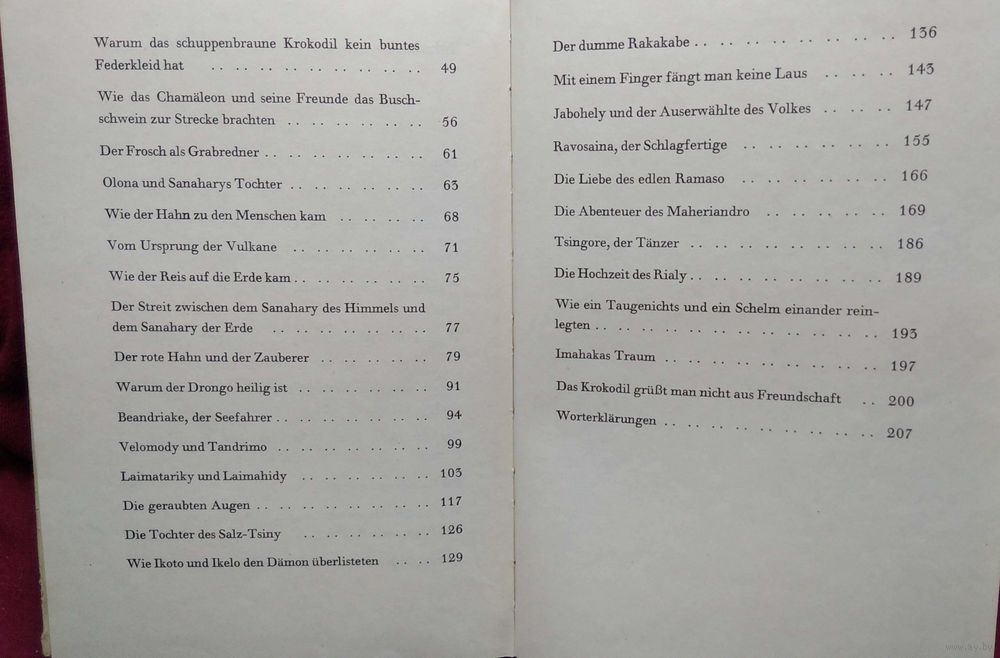 Warum das schuppenbraune Krokodil kein buntes
Federkleid hat . . . . . . . . . . . . 49
Wie das Chamäleon und seine Freunde das Busch-
schwein zur Strecke brachten . . . . . . . . 56
Der Frosch als Grabredner . . . . . . . . . 61
Olona und Sanaharys Tochter . . . . . . . . 63
Wie der Hahn zu den Menschen kam . . . . . 68
Vom Ursprung der Vulkane . . . . . . . . 71
Wie der Reis auf die Erde kam . . . . . . . . 75
Der Streit zwischen dem Sanahary des Himmels und
dem Sanahary der Erde . . . . . . . . . 77
Der rote Hahn und der Zauberer . . . . . . 79
Warum der Drongo heilig ist . . . . . . . 91
Beandriake, der Seefahrer . . . . . . . . . 94
Velomody und Tandrimo . . . . . . . . . 99
Laimatariky und Laimahidy . . . . . . . 103
Die geraubten Augen . . . . . . . . . . 117
Die Tochter des Salz-Tsiny . . . . . . . 126
Wie Ikoto und Ikelo den Dämon überlisteten . . . . 129
Der dumme Rakakabe . . . . . . . . . . . 136
Mit einem Finger fängt man keine Laus . . . . . 143
Jabohely und der Auserwählte des Volkes . . . . . 147
Ravosaina, der Schlagfertige . . . . . . . . 155
Die Liebe des edlen Ramaso . . . . . . . . 166
Die Abenteuer des Maheriandro . . . . . . . 169
Tsingore, der Tänzer . . . . . . . . . . . 186
Die Hochzeit des Rialy . . . . . . . . . . . 189
Wie ein Taugenichts und ein Schelm einander rein-
legten . . . . . . . . . . . . . . . . 193
Imahakas Traum . . . . . . . . . . . . 197
Das Krokodil grüßt man nicht aus Freundschaft . . 200
Worterklärungen . . . . . . . . . . . . 207
www.ay.by